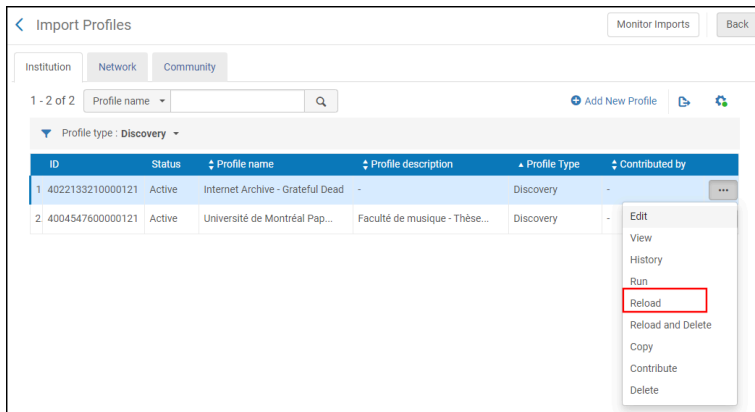 Import Profiles
Monitor Imports
Back
Institution
Network
Community
1 - 2 of 2
Profile name
Add New Profile
Profile type : Discovery
ID Status Profile name Profile description Profile Type Contributed by
1 4022133210000121 Active Internet Archive - Grateful Dead - Discovery - ...
2 4004547600000121 Active Université de Montréal Pap... Faculté de musique - Thèse... Discovery -
Edit
View
History
Run
Reload
Reload and Delete
Copy
Contribute
Delete